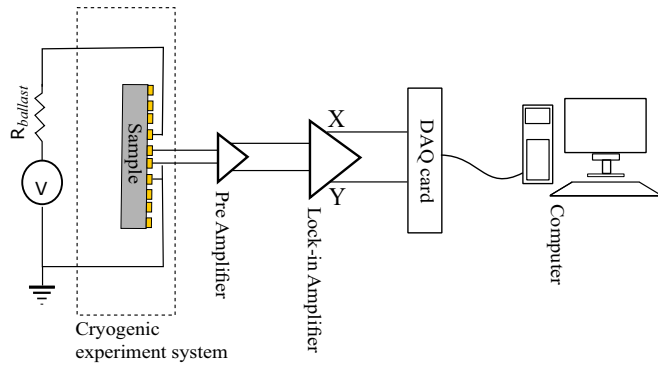 R_ballast
V
Sample
Pre Amplifier
X
Y
Lock-in Amplifier
DAQ card
Computer
Cryogenic
experiment system